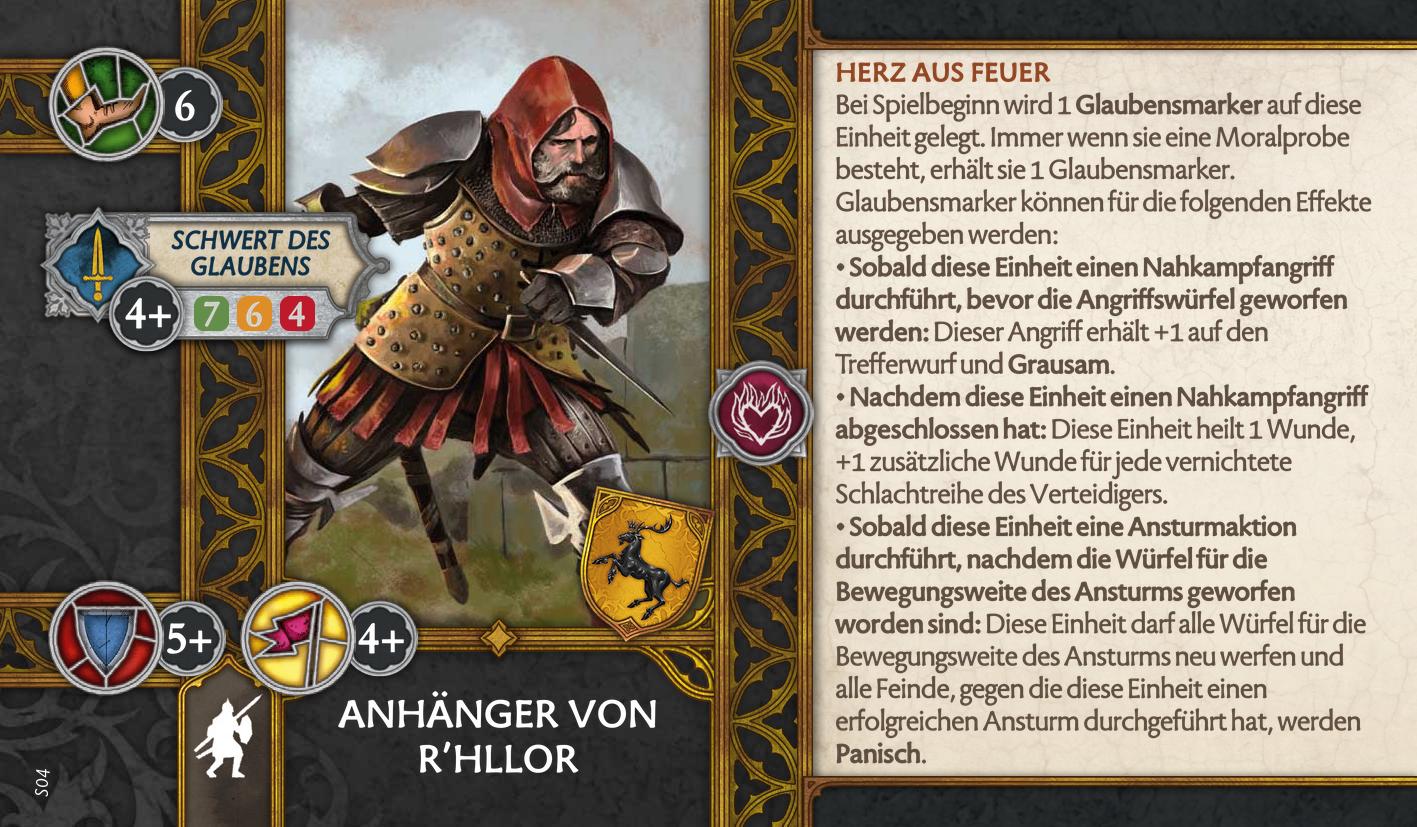 6
SCHWERT DES
GLAUBENS
4+ 7 6 4
5+ 4+
ANHÄNGER VON
R'HLLOR
S04
HERZ AUS FEUER
Bei Spielbeginn wird 1 Glaubensmarker auf diese
Einheit gelegt. Immer wenn sie eine Moralprobe
besteht, erhält sie 1 Glaubensmarker.
Glaubensmarker können für die folgenden Effekte
ausgegeben werden:
• Sobald diese Einheit einen Nahkampfangriff
durchführt, bevor die Angriffswürfel geworfen
werden: Dieser Angriff erhält +1 auf den
Trefferwurf und Grausam.
• Nachdem diese Einheit einen Nahkampfangriff
abgeschlossen hat: Diese Einheit heilt 1 Wunde,
+1 zusätzliche Wunde für jede vernichtete
Schlachtreihe des Verteidigers.
• Sobald diese Einheit eine Ansturmaktion
durchführt, nachdem die Würfel für die
Bewegungsweite des Ansturms geworfen
worden sind: Diese Einheit darf alle Würfel für die
Bewegungsweite des Ansturms neu werfen und
alle Feinde, gegen die diese Einheit einen
erfolgreichen Ansturm durchgeführt hat, werden
Panisch.